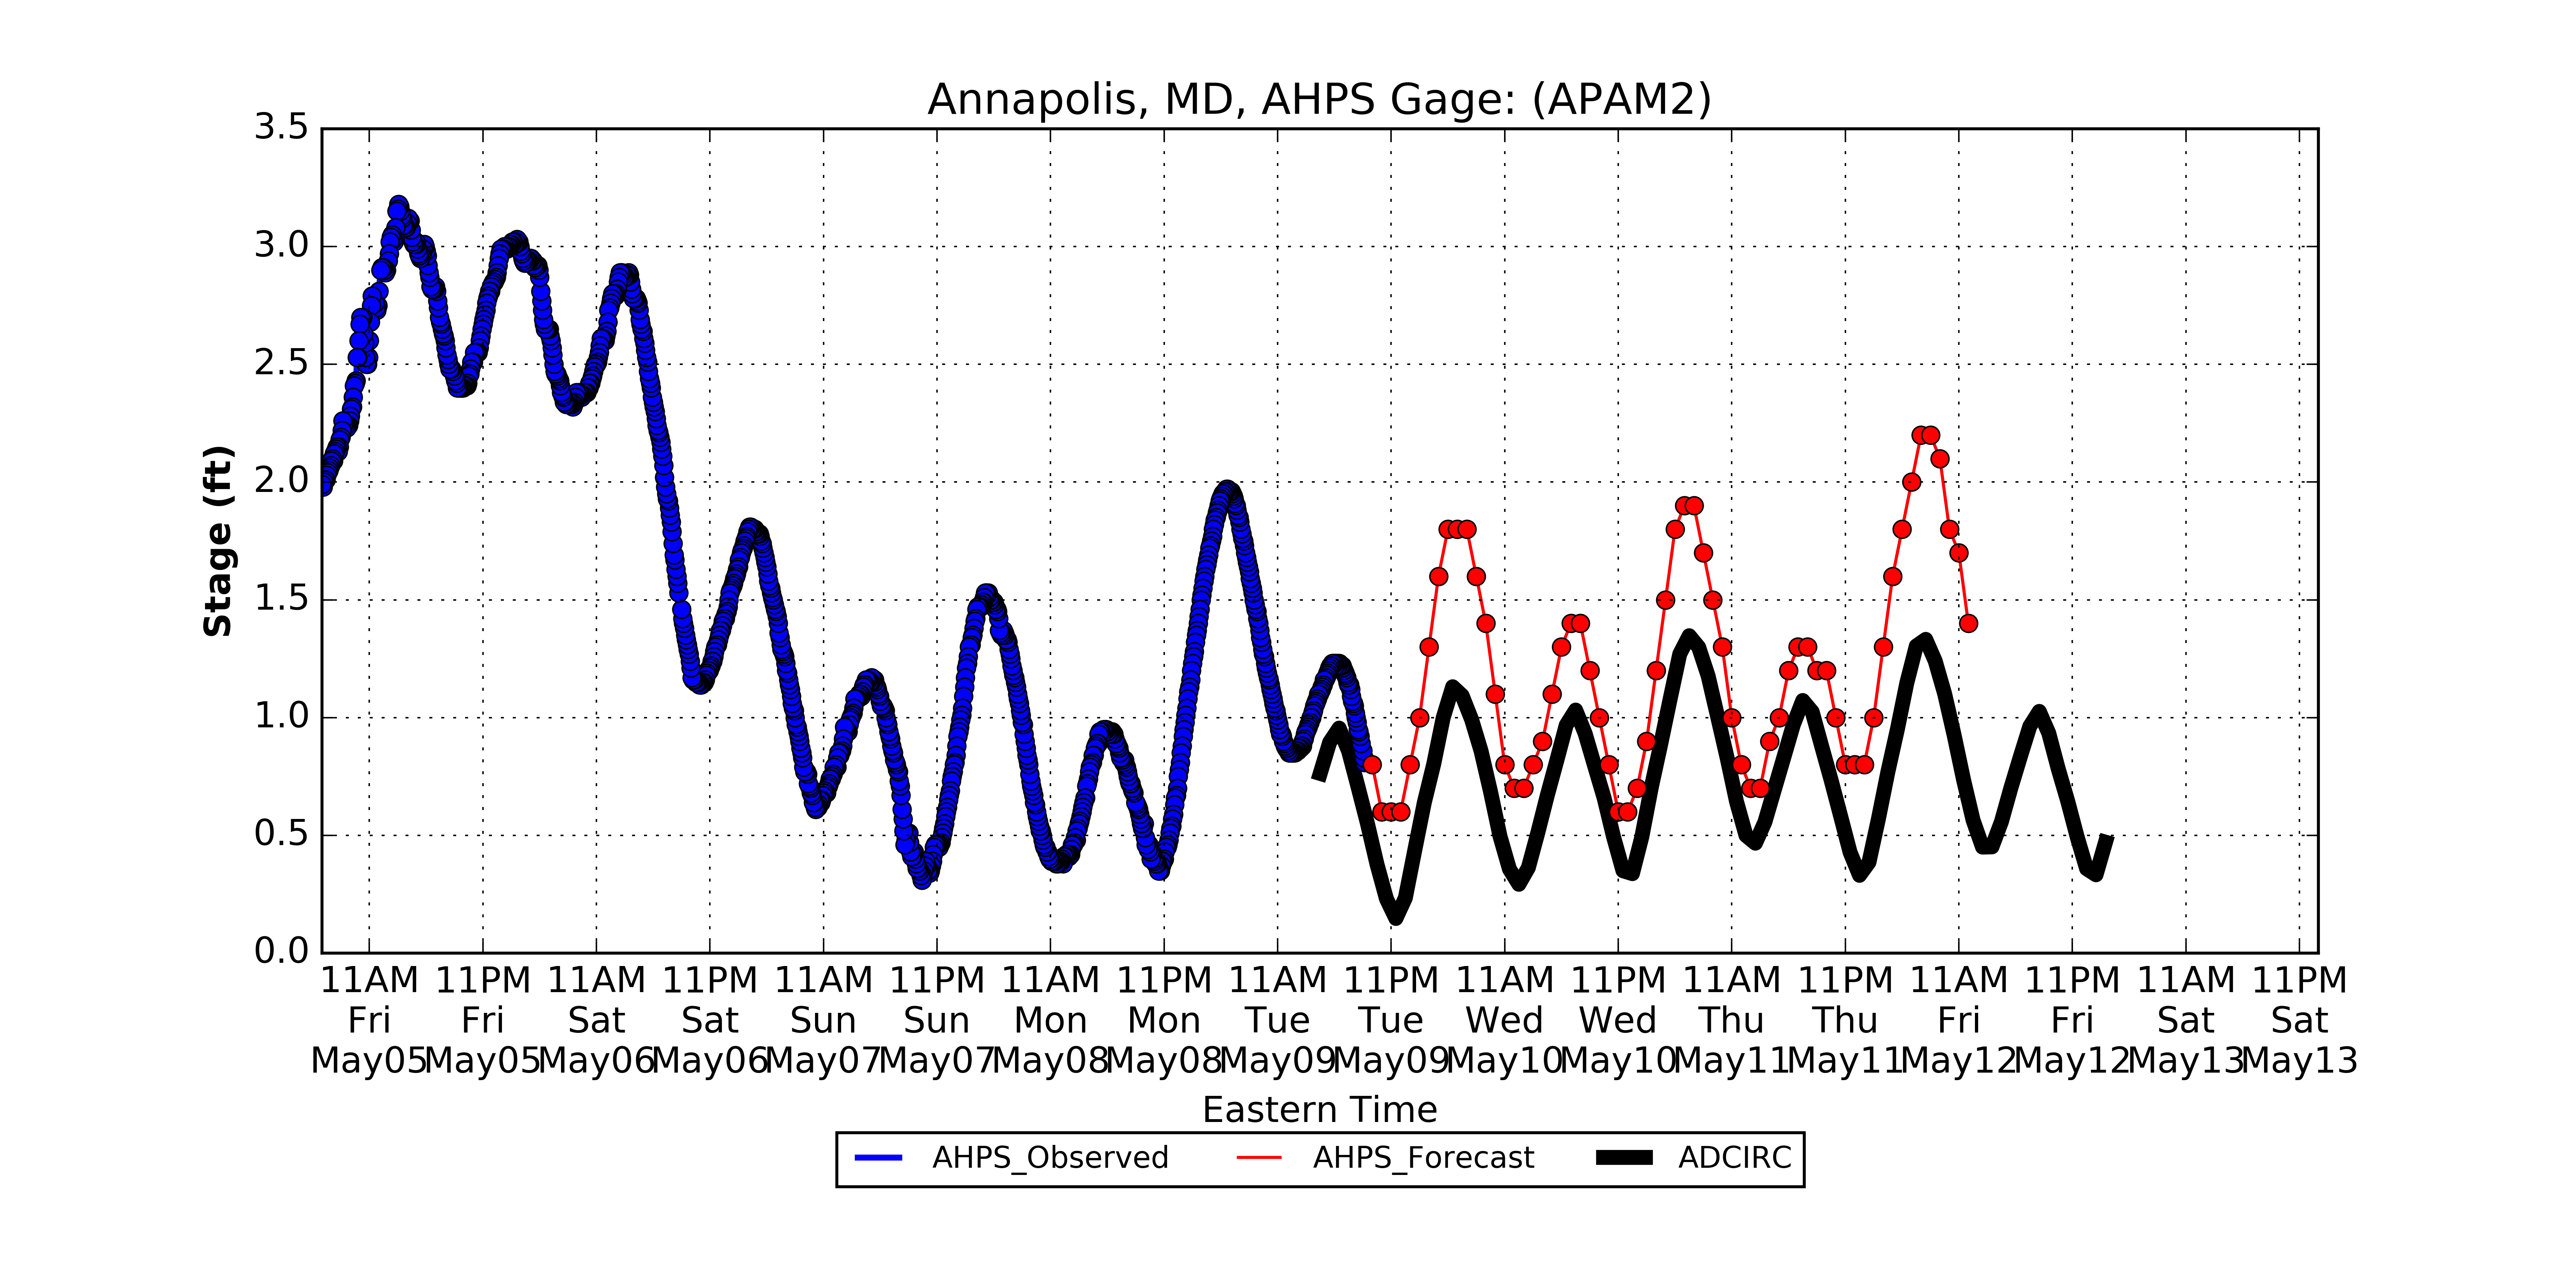 Annapolis, MD, AHPS Gage: (APAM2)
3.5
3.0
2.5
2.0
1.5
1.0
0.5
0.0
Stage (ft)
11AM 11PM 11AM 11PM 11AM 11PM 11AM 11PM 11AM 11PM 11AM 11PM 11AM 11PM 11AM 11PM 11AM 11PM
Fri Fri Sat Sat Sun Sun Mon Mon Tue Tue Wed Wed Thu Thu Fri Fri Sat Sat
May05 May05 May06 May06 May07 May07 May08 May08 May09 May09 May10 May10 May11 May11 May12 May12 May13 May13
Eastern Time
AHPS_Observed AHPS_Forecast ADCIRC